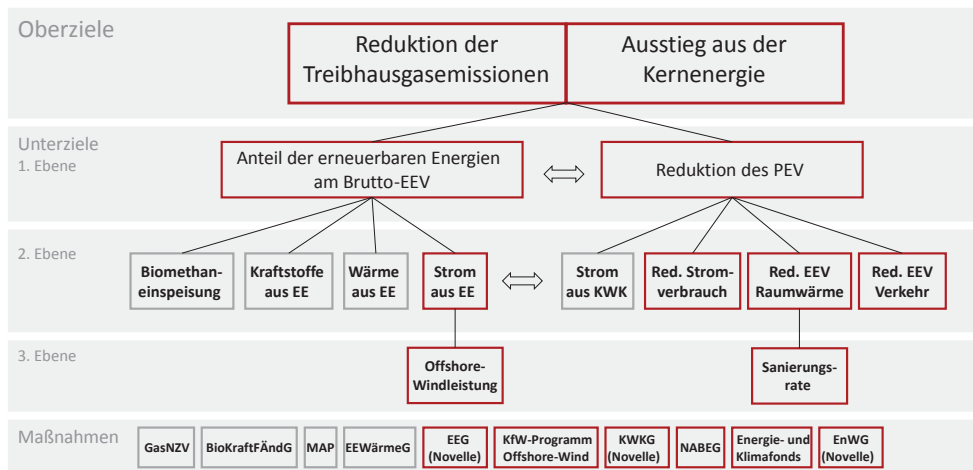 Oberziele
Reduktion der
Treibhausgasemissionen
Ausstieg aus der
Kernenergie
Unterziele
1. Ebene
Anteil der erneuerbaren Energien
am Brutto-EEV
Reduktion des PEV
2. Ebene
Biomethan-
einspeisung
Kraftstoffe
aus EE
Wärme
aus EE
Strom
aus EE
Strom
aus KWK
Red. Strom-
verbrauch
Red. EEV
Raumwärme
Red. EEV
Verkehr
3. Ebene
Offshore-
Windleistung
Sanierungs-
rate
Maßnahmen
GasNZV
BioKraftFÄndG
MAP
EEWärmeG
EEG
(Novelle)
KfW-Programm
Offshore-Wind
KWKG
(Novelle)
NABEG
Energie- und
Klimafonds
EnWG
(Novelle)